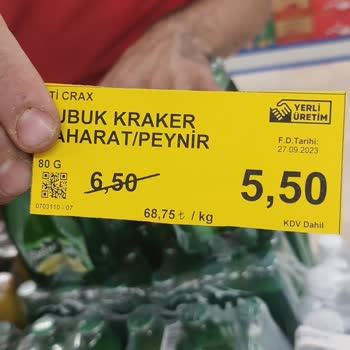 Tİ CRAX
UBUK KRAKER
AHARAT/PEYNİR
80 G
6,50
5,50
68,75 ₺ / kg
0703110 - 07
YERLİ
ÜRETİM
F.D.Tarihi:
27.09.2023
KDV Dahil